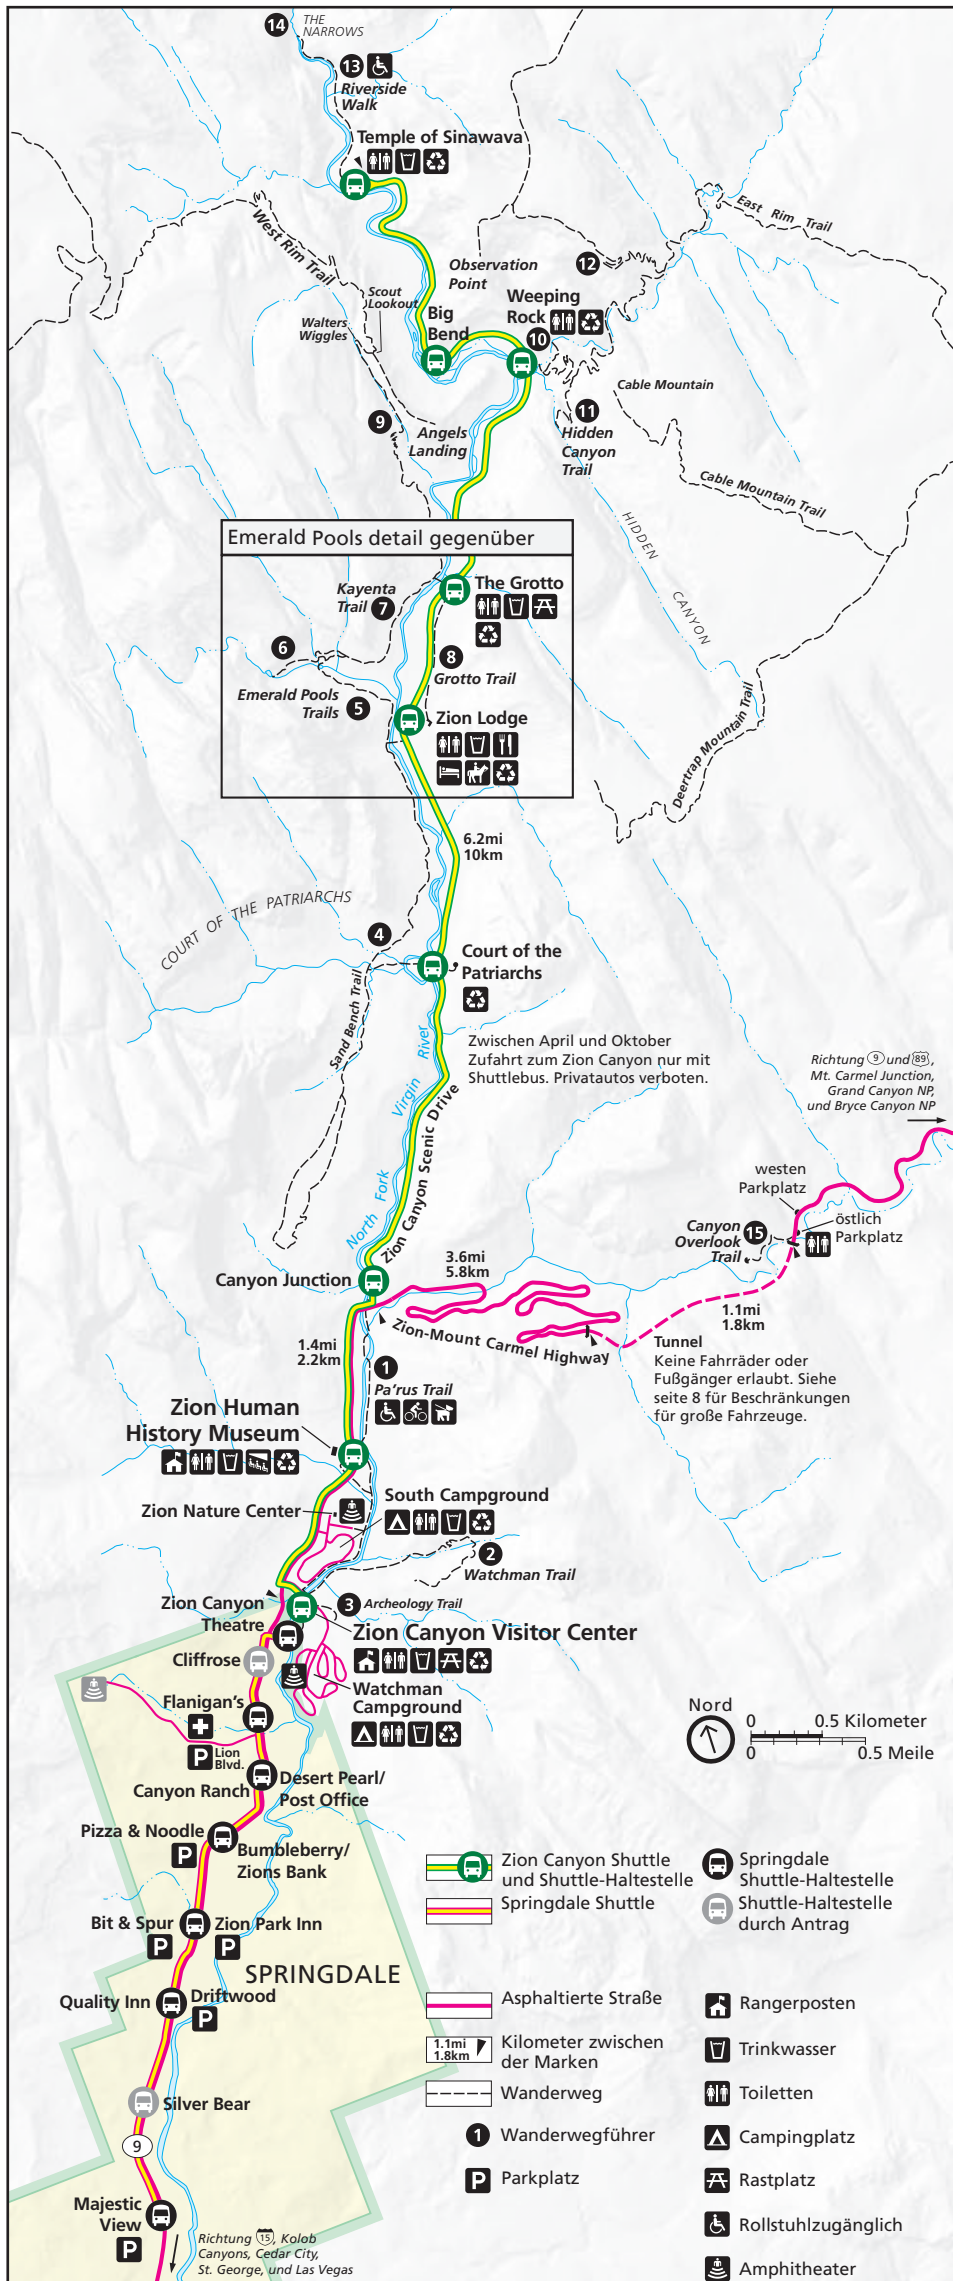 14
THE
NARROWS
13
Riverside
Walk
Temple of Sinawava
West Rim Trail
East Rim Trail
12
Observation
Point
Scout
Lookout
Walters
Wiggles
Big
Bend
Weeping
Rock
10
Cable Mountain
11
Hidden
Canyon
Trail
9
Angels
Landing
Cable Mountain Trail
HIDDEN CANYON
Emerald Pools detail gegenüber
The Grotto
Kayenta
Trail
7
6
8
Grotto Trail
Emerald Pools
Trails
5
Zion Lodge
Deertrap Mountain Trail
6.2mi
10km
COURT OF THE PATRIARCHS
4
Court of the
Patriarchs
Sand Bench Trail
Zwischen April und Oktober
Zufahrt zum Zion Canyon nur mit
Shuttlebus. Privatautos verboten.
North Fork Virgin River
Zion Canyon Scenic Drive
Richtung 9 und 89,
Mt. Carmel Junction,
Grand Canyon NP,
und Bryce Canyon NP
westen
Parkplatz
östlich
Parkplatz
Canyon
Overlook
Trail
15
Canyon Junction
3.6mi
5.8km
1.1mi
1.8km
Zion-Mount Carmel Highway
Tunnel
Keine Fahrräder oder
Fußgänger erlaubt. Siehe
seite 8 für Beschränkungen
für große Fahrzeuge.
1.4mi
2.2km
1
Pa'rus Trail
Zion Human
History Museum
Zion Nature Center
South Campground
2
Watchman Trail
3
Archeology Trail
Zion Canyon
Theatre
Zion Canyon Visitor Center
Cliffrose
Watchman
Campground
Flanigan's
P
Lion
Blvd.
Canyon Ranch
Desert Pearl/
Post Office
Pizza & Noodle
P
Bumbleberry/
Zions Bank
Bit & Spur
P
Zion Park Inn
P
SPRINGDALE
Quality Inn
Driftwood
P
Silver Bear
9
Majestic
View
P
Richtung 15, Kolob
Canyons, Cedar City,
St. George, und Las Vegas
Nord
0 0.5 Kilometer
0 0.5 Meile
Zion Canyon Shuttle
und Shuttle-Haltestelle
Springdale Shuttle
Springdale
Shuttle-Haltestelle
Shuttle-Haltestelle
durch Antrag
Asphaltierte Straße
1.1mi
1.8km
Kilometer zwischen
der Marken
Wanderweg
1
Wanderwegführer
P
Parkplatz
Rangerposten
Trinkwasser
Toiletten
Campingplatz
Rastplatz
Rollstuhlzugänglich
Amphitheater